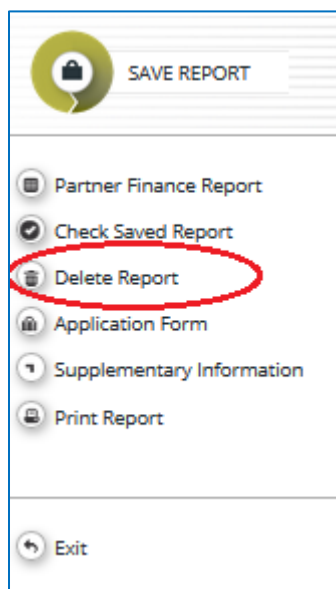 SAVE REPORT
Partner Finance Report
Check Saved Report
Delete Report
Application Form
Supplementary Information
Print Report
Exit